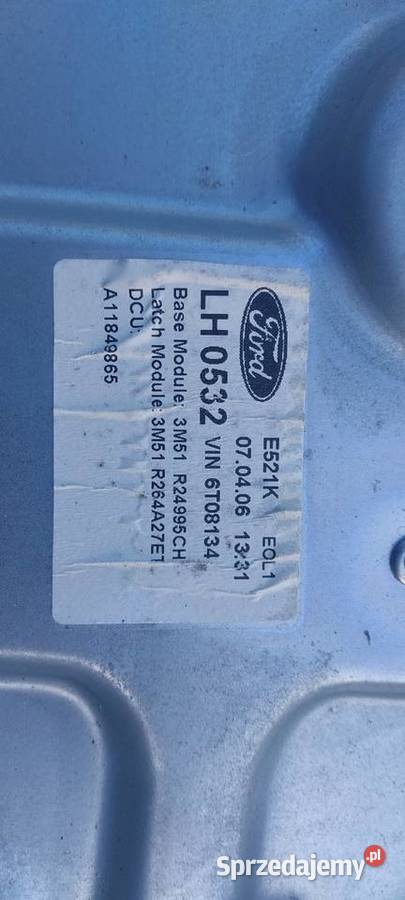 Ford
E521K EOL1
07.04.06 13:31
LH 0532 VIN 6T08134
Base Module: 3M51 R24995CH
Latch Module: 3M51 R264A27ET
DCU:
A11849865
Sprzedajemy.pl